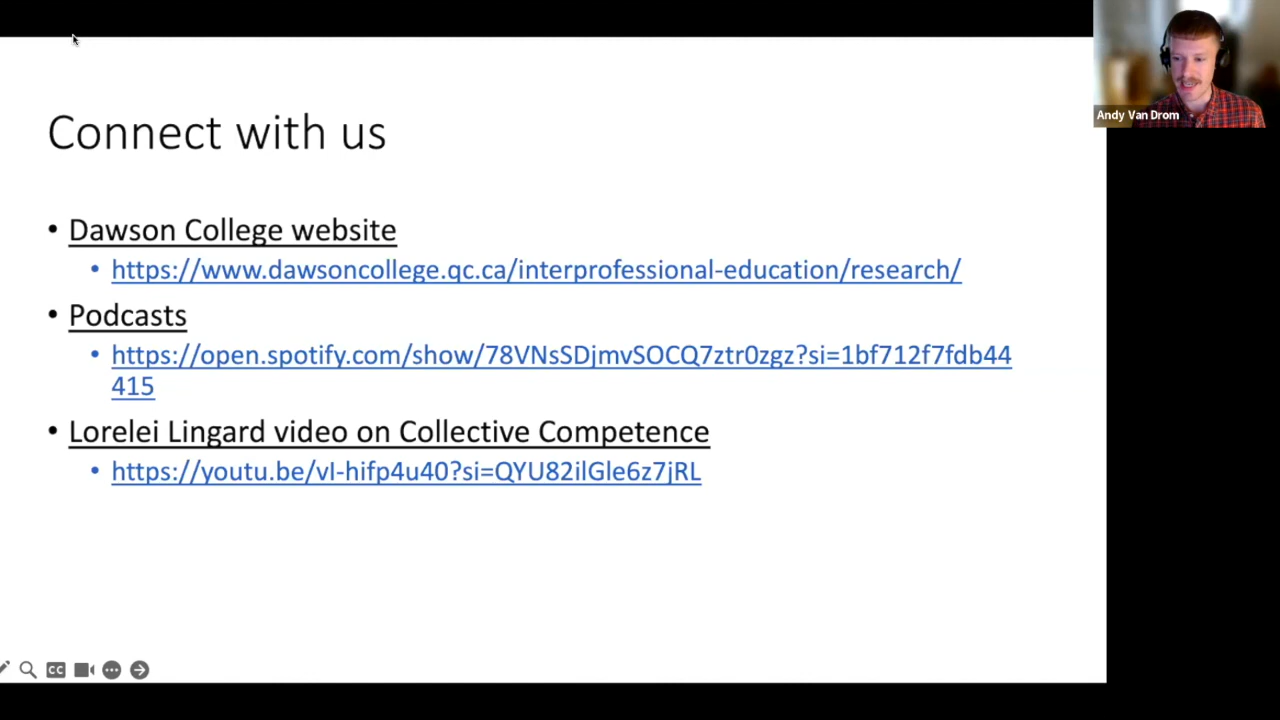 Andy Van Drom
Connect with us
• Dawson College website
• https://www.dawsoncollege.qc.ca/interprofessional-education/research/
• Podcasts
• https://open.spotify.com/show/78VNsSDjmvSOCQ7ztr0zgz?si=1bf712f7fdb44
415
• Lorelei Lingard video on Collective Competence
• https://youtu.be/vI-hifp4u40?si=QYU82ilGle6z7jRL
CC